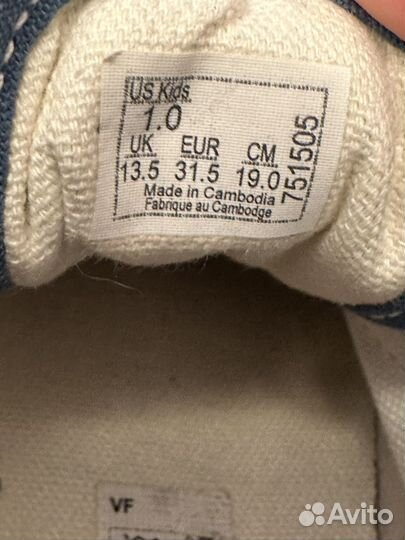 US Kids
1.0
UK EUR CM
13.5 31.5 19.0
Made in Cambodia
Fabriqué au Cambodge
751505
VF
Avito